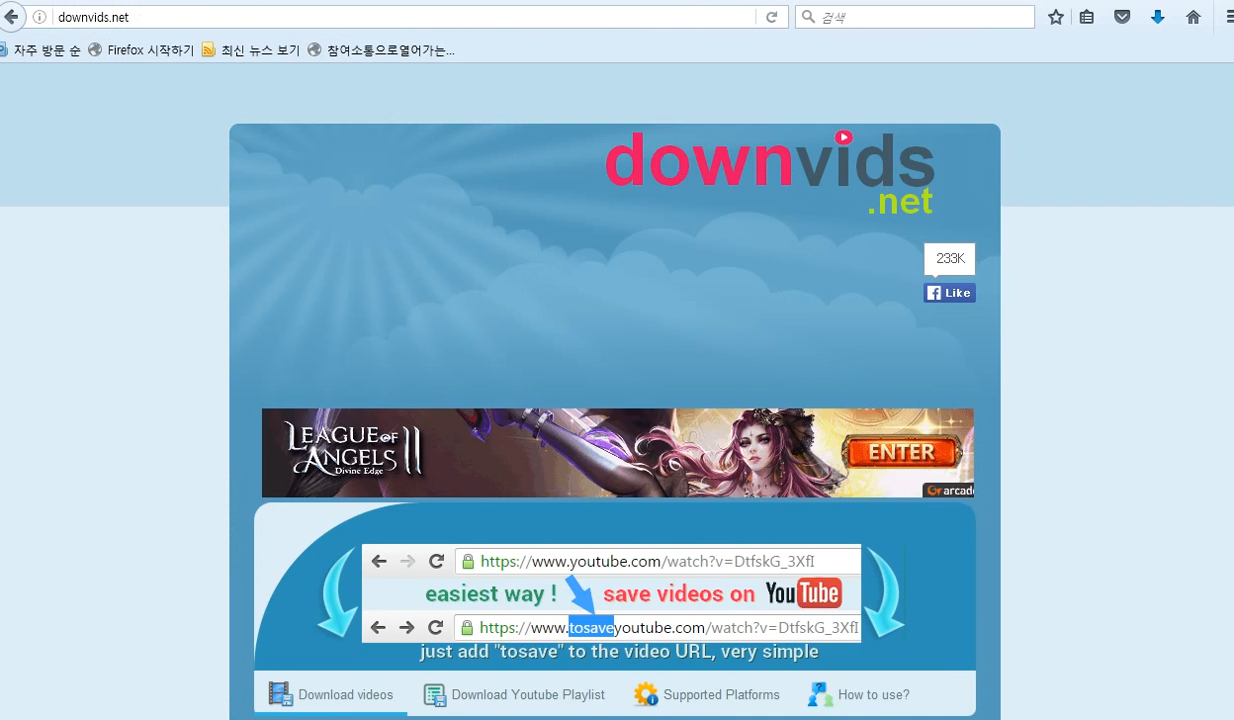 downvids.net
검색
자주 방문 순 Firefox 시작하기 최신 뉴스 보기 참여소통으로열어가는...
downvids
.net
233K
Like
LEAGUE OF ANGELS II
Divine Edge
ENTER
arcade
https://www.youtube.com/watch?v=DtfskG_3XfI
easiest way ! save videos on YouTube
https://www.tosaveyoutube.com/watch?v=DtfskG_3XfI
just add "tosave" to the video URL, very simple
Download videos Download Youtube Playlist Supported Platforms How to use?